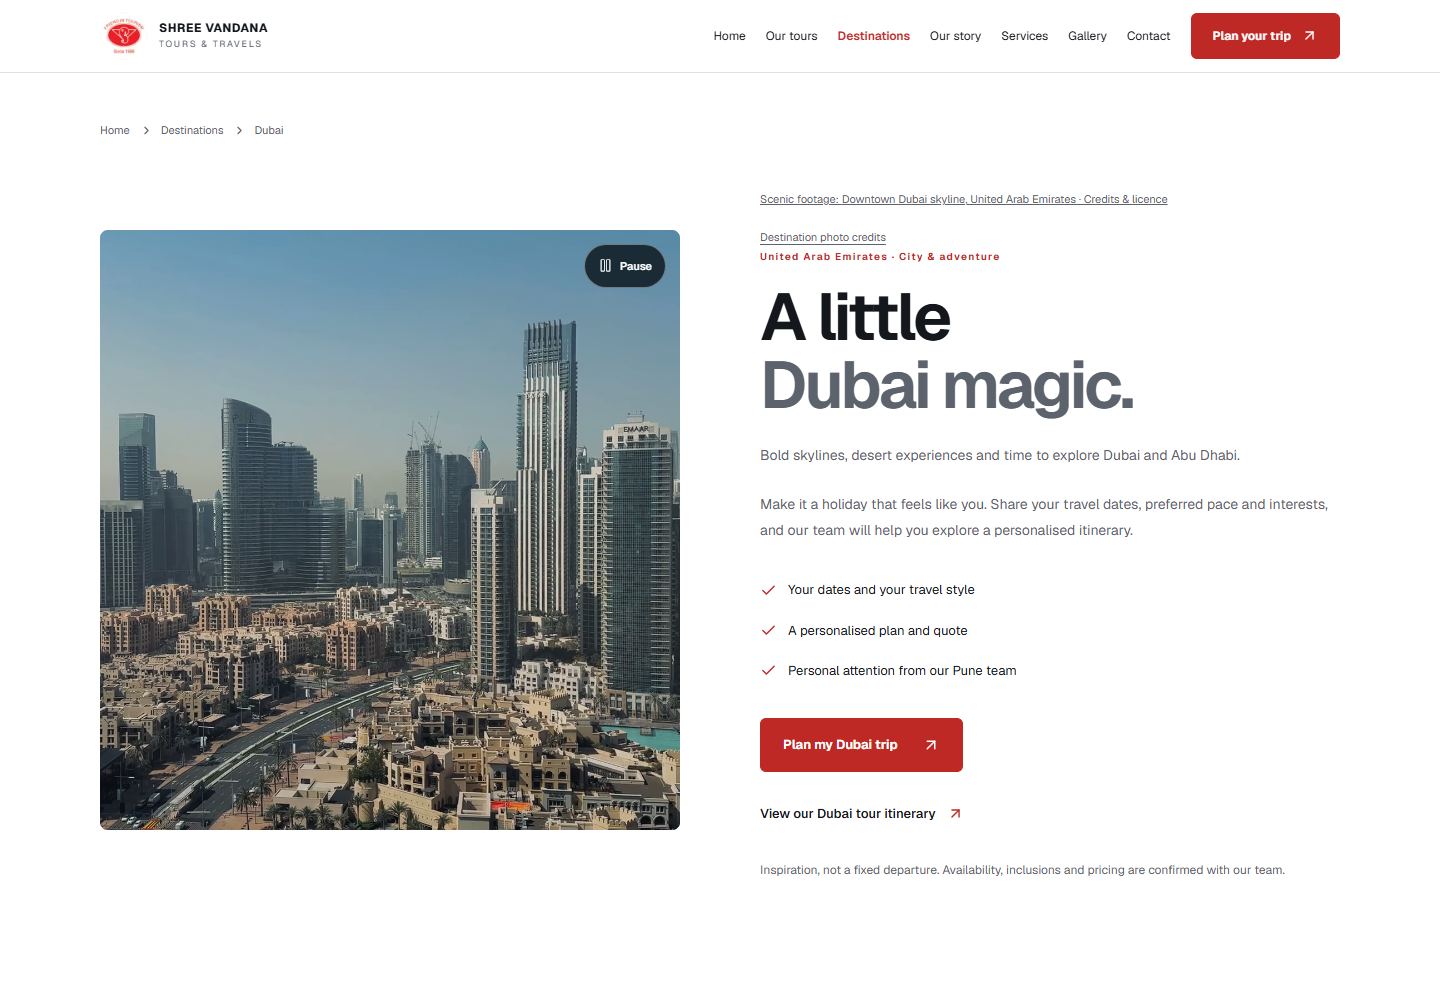 SHREE VANDANA
TOURS & TRAVELS
Since 1986
Home
Our tours
Destinations
Our story
Services
Gallery
Contact
Plan your trip
Home > Destinations > Dubai
Scenic footage: Downtown Dubai skyline, United Arab Emirates · Credits & licence
Destination photo credits
United Arab Emirates · City & adventure
Pause
A little
Dubai magic.
EMAAR
Bold skylines, desert experiences and time to explore Dubai and Abu Dhabi.
Make it a holiday that feels like you. Share your travel dates, preferred pace and interests,
and our team will help you explore a personalised itinerary.
Your dates and your travel style
A personalised plan and quote
Personal attention from our Pune team
Plan my Dubai trip
View our Dubai tour itinerary
Inspiration, not a fixed departure. Availability, inclusions and pricing are confirmed with our team.